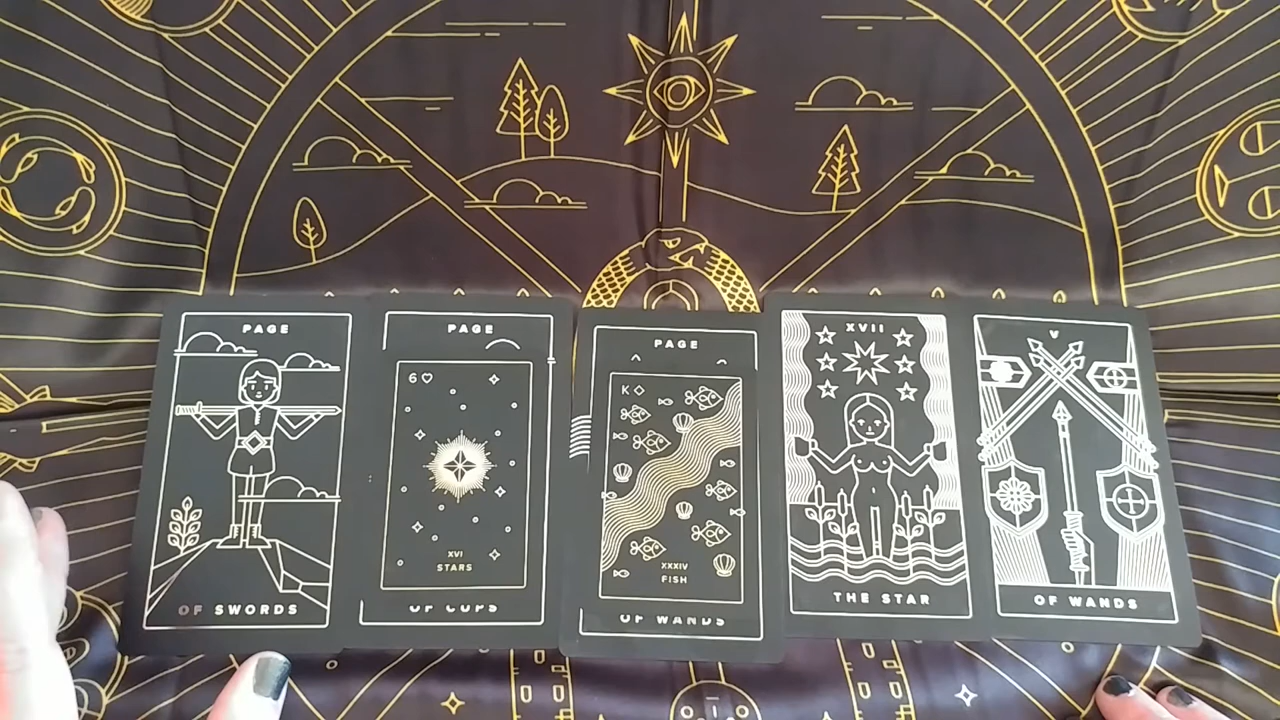 PAGE
OF SWORDS
PAGE
6♡
XVI
STARS
OF CUPS
PAGE
K◇
XXXIV
FISH
OF WANDS
XVII
THE STAR
V
OF WANDS